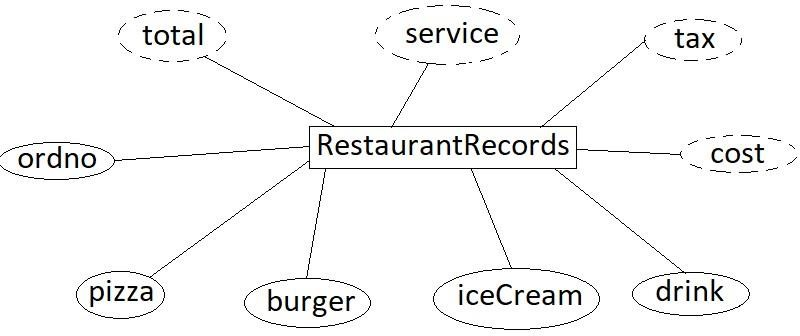 total
service
tax
ordno
RestaurantRecords
cost
pizza
burger
iceCream
drink